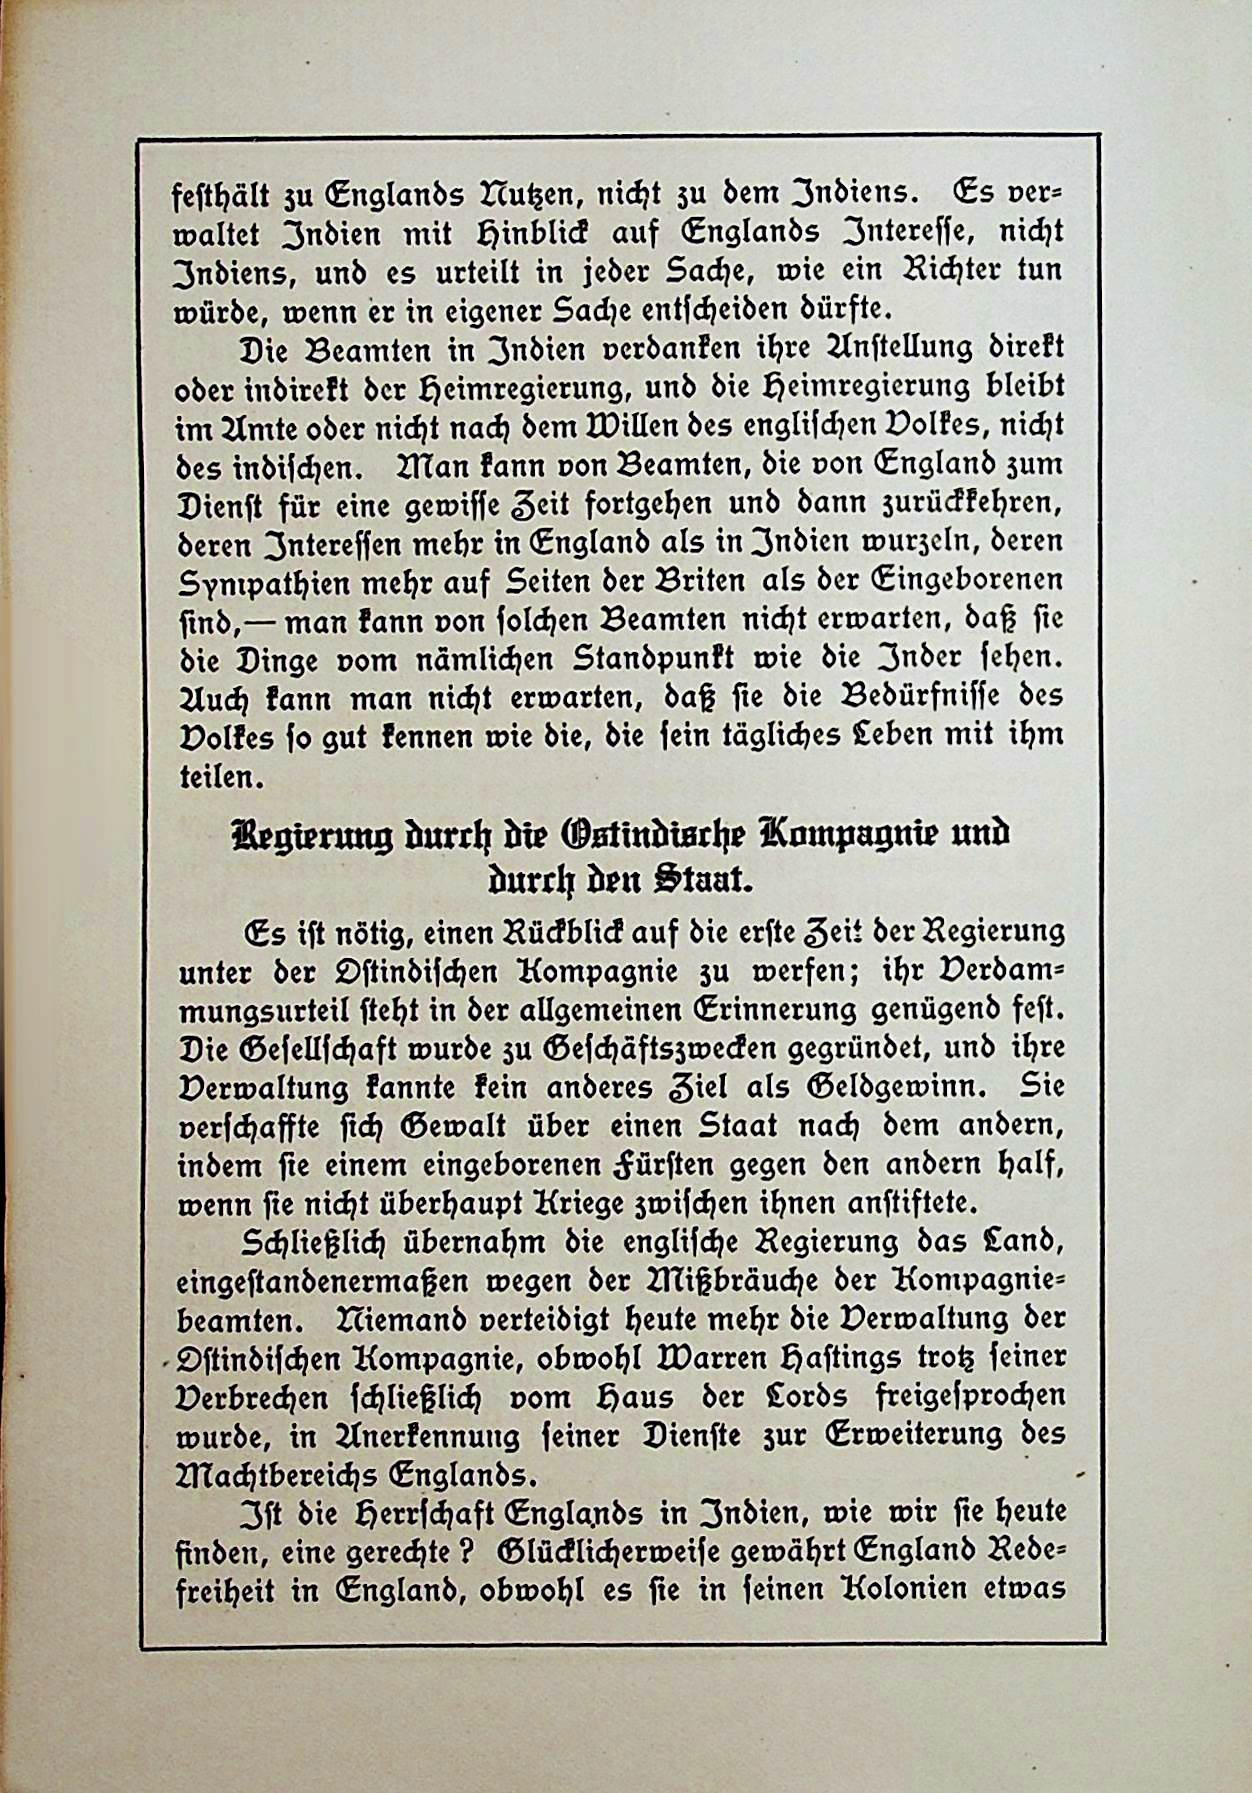 festhält zu Englands Nutzen, nicht zu dem Indiens. Es ver-
waltet Indien mit Hinblick auf Englands Interesse, nicht
Indiens, und es urteilt in jeder Sache, wie ein Richter tun
würde, wenn er in eigener Sache entscheiden dürfte.
Die Beamten in Indien verdanken ihre Anstellung direkt
oder indirekt der Heimregierung, und die Heimregierung bleibt
im Amte oder nicht nach dem Willen des englischen Volkes, nicht
des indischen. Man kann von Beamten, die von England zum
Dienst für eine gewisse Zeit fortgehen und dann zurückkehren,
deren Interessen mehr in England als in Indien wurzeln, deren
Sympathien mehr auf Seiten der Briten als der Eingeborenen
sind,— man kann von solchen Beamten nicht erwarten, daß sie
die Dinge vom nämlichen Standpunkt wie die Inder sehen.
Auch kann man nicht erwarten, daß sie die Bedürfnisse des
Volkes so gut kennen wie die, die sein tägliches Leben mit ihm
teilen.
Regierung durch die Ostindische Kompagnie und
durch den Staat.
Es ist nötig, einen Rückblick auf die erste Zeit der Regierung
unter der Ostindischen Kompagnie zu werfen; ihr Verdam-
mungsurteil steht in der allgemeinen Erinnerung genügend fest.
Die Gesellschaft wurde zu Geschäftszwecken gegründet, und ihre
Verwaltung kannte kein anderes Ziel als Geldgewinn. Sie
verschaffte sich Gewalt über einen Staat nach dem andern,
indem sie einem eingeborenen Fürsten gegen den andern half,
wenn sie nicht überhaupt Kriege zwischen ihnen anstiftete.
Schließlich übernahm die englische Regierung das Land,
eingestandenermaßen wegen der Mißbräuche der Kompagnie-
beamten. Niemand verteidigt heute mehr die Verwaltung der
Ostindischen Kompagnie, obwohl Warren Hastings trotz seiner
Verbrechen schließlich vom Haus der Lords freigesprochen
wurde, in Anerkennung seiner Dienste zur Erweiterung des
Machtbereichs Englands.
Ist die Herrschaft Englands in Indien, wie wir sie heute
finden, eine gerechte? Glücklicherweise gewährt England Rede-
freiheit in England, obwohl es sie in seinen Kolonien etwas